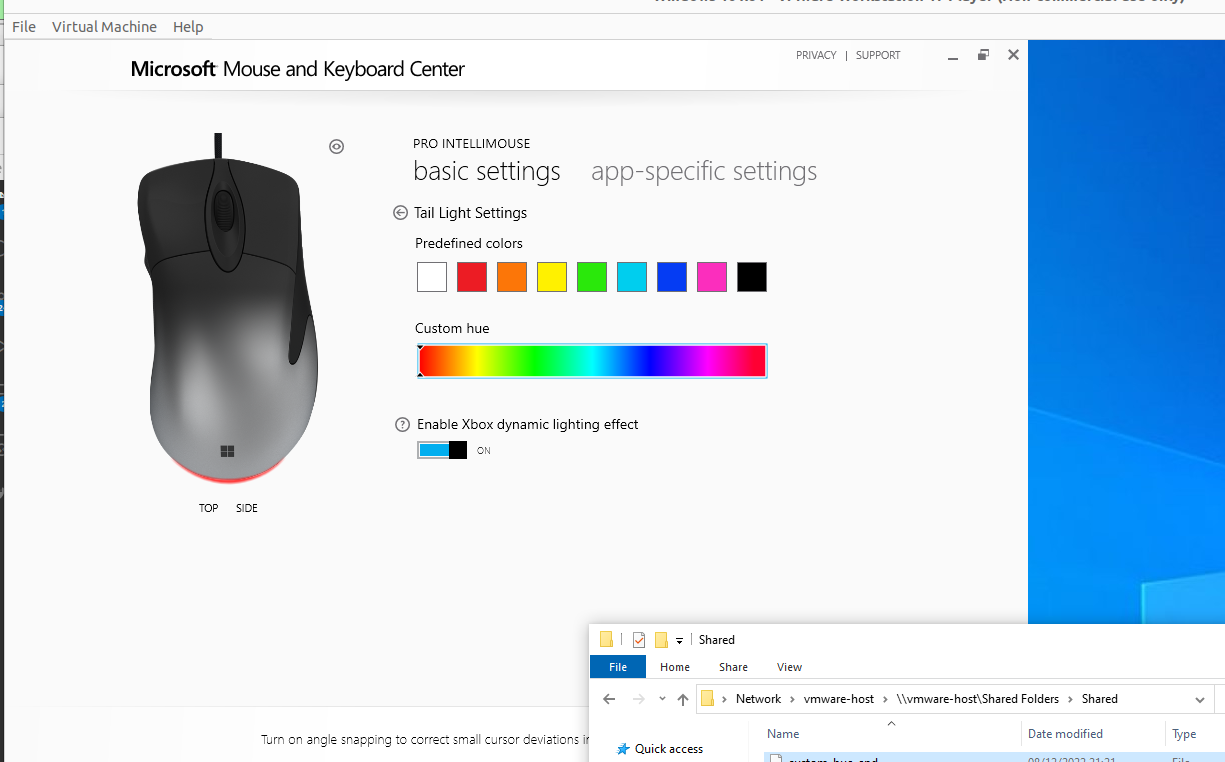 File Virtual Machine Help
Microsoft Mouse and Keyboard Center
PRIVACY | SUPPORT
PRO INTELLIMOUSE
basic settings app-specific settings
Tail Light Settings
Predefined colors
Custom hue
? Enable Xbox dynamic lighting effect
ON
TOP SIDE
Turn on angle snapping to correct small cursor deviations
Shared
File Home Share View
Network > vmware-host > \\vmware-host\Shared Folders > Shared
Name Date modified Type
Quick access